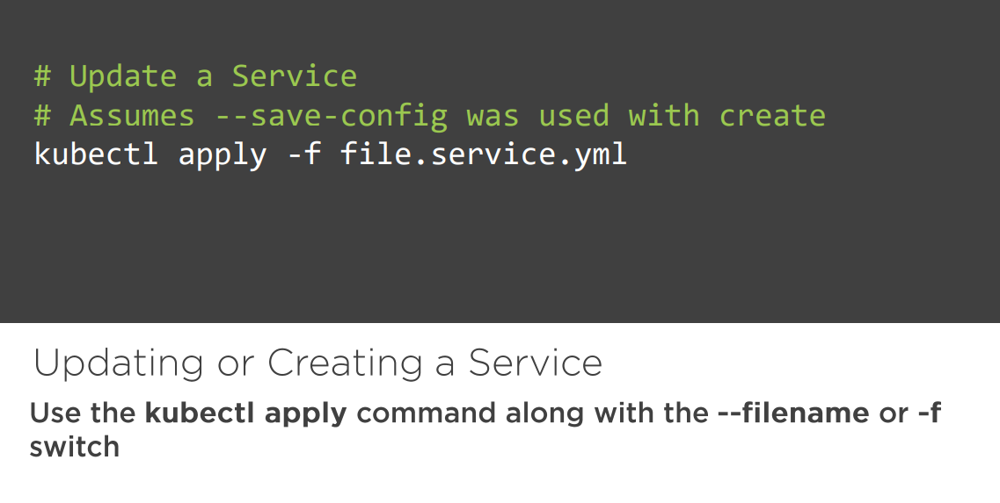 # Update a Service
# Assumes --save-config was used with create
kubectl apply -f file.service.yml
Updating or Creating a Service
Use the kubectl apply command along with the --filename or -f
switch